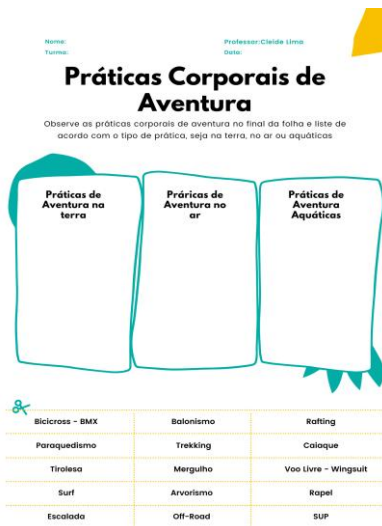 Nome: Professor:Cleide Lima
Turma: Data:
Práticas Corporais de
Aventura
Observe as práticas corporais de aventura no final da folha e liste de
acordo com o tipo de prática, seja na terra, no ar ou aquáticas
Práticas de
Aventura na
terra
Práricas de
Aventura no
ar
Práticas de
Aventura
Aquáticas
Bicicross - BMX Balonismo Rafting
Paraquedismo Trekking Caiaque
Tirolesa Mergulho Voo Livre - Wingsuit
Surf Arvorismo Rapel
Escalada Off-Road SUP